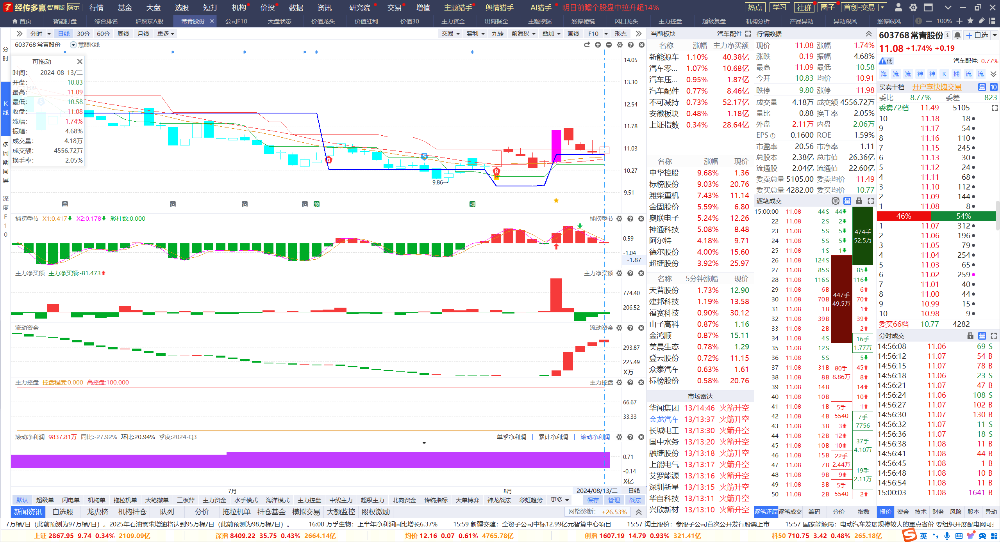 经传多赢 智尊版 演示 行情 基金 大盘 选股 短打 机构 价投 数据 资讯 研究院 交易 增值 主题猎手 舆情猎手 AI猎手 明日前瞻个股盘中拉升超14% 热点 学习 社群 圈子 首创-交易
首页 智能盯盘 综合排名 沪深京A股 常青股份 公司F10 大盘状态 价值龙头 价值红利 价值30 主力资金 出海掘金 主题挖掘 涨停棱镜 风口龙头 主力控盘 超级复盘 机构分析 产品异动 异动跟风 涨停跟风 100%
分时 日线 30分 60分 周线 月线 更多 交易 套利 九转 前复权 叠加 画线 F10 形态
分时
K线
多周期同屏
深度F10
603768 常青股份 慧眼K线
可拖动
时间: 2024-08-13/二
开盘: 10.83
最高: 11.09
最低: 10.58
收盘: 11.08
涨幅: 1.74%
振幅: 4.68%
成交量: 4.18万
成交额: 4556.72万
换手率: 2.05%
14.05
13.30
12.54
11.78
11.03
10.27
9.51
9.86→
捕捞季节 X1:0.417 X2:0.178 彩柱数:0.000 捕捞季节
0.59
-1.04
-1.87
主力净买额 主力净买额:-81.473 主力净买额
774.40
206.52
流动资金 流动资金
293.87
225.49
X万
主力控盘 控盘程度:0.000 高控盘:100.000 主力控盘
66.67
33.33
滚动净利润 9837.81万 同比:-27.92% 环比:20.94% 季度:2024-Q3 单季净利润 累计净利润 滚动净利润
0.71
-0.14
X亿
7月 8月 2024/08/13/二 日线
默认 超级单 闪电单 机构单 拖拉机单 大笔撤单 三板斧 主力资金 水手模式 海洋模式 主力控盘 中线主力 超级主力 北向资金 传统指标 大单博弈 神龙战法 彩虹趋势 更多 保存 管理 战法
新闻资讯 自选股 龙虎榜 机构持仓 队列 分价 拖拉机单 持仓基金 模拟交易 大额监控 股权激励 网格诊断: +26.53%
当前板块 汽车配件
名称 涨幅 主力净买额
新能源车 1.10% 40.38亿
汽车零... 1.07% 10.68亿
汽车压... 0.95% 1.87亿
汽车配件 0.77% 8.46亿
不可减持 0.73% 52.17亿
安徽板块 0.48% 1.18亿
上证指数 0.34% 28.64亿
名称 涨幅 现价
申华控股 9.68% 1.36
标榜股份 9.03% 20.76
潍柴重机 7.43% 11.14
金固股份 5.59% 6.80
奥联电子 5.24% 12.26
神通科技 5.08% 8.48
阿尔特 4.18% 9.71
德尔股份 4.00% 15.60
超捷股份 3.92% 25.97
名称 5分钟涨幅 现价
天普股份 1.73% 12.90
建邦科技 1.19% 13.58
福赛科技 0.90% 30.12
山子高科 0.87% 1.16
金鸿顺 0.87% 15.11
美晨生态 0.78% 1.29
登云股份 0.72% 11.15
众泰汽车 0.63% 1.61
标榜股份 0.58% 20.76
市场雷达
华闻集团 13/14:46 火箭升空
金龙汽车 13/13:37 火箭升空
长城电工 13/13:30 火箭升空
国中水务 13/13:20 火箭升空
融捷股份 13/13:18 火箭升空
上能电气 13/13:17 火箭升空
艾罗能源 13/13:16 火箭升空
深圳新星 13/13:15 火箭升空
华自科技 13/13:11 火箭升空
兴欣新材 13/13:10 火箭升空
行情数据
现价 11.08 涨幅 1.74%
涨跌 0.19 振幅 4.68%
最高 11.09 最低 10.58
今开 10.83 均价 10.91
跌停 9.80 涨停 11.98
成交量 4.18万 成交额 4556.72万
量比 0.88 换手率 2.05%
外盘 2.11万 内盘 2.06万
EPS ① 0.1600 ROE 1.59%
市盈率 20.56 市净率 1.11
总股本 2.38亿 总市值 26.36亿
流通股 2.04亿 流通值 22.60亿
委卖总量 5105.00 委卖均价 11.49
委买总量 4282.00 委买均价 10.77
逐笔成交 单 量
15:00:00 11.08 44 S 44
22 11.08 2 S 2
23 11.08 5 S 5
24 11.08 5 S 5
25 11.08 1 S 1
26 11.08 124 S
27 11.08 85 S 85
28 11.08 116 S 116
29 11.08 6 B 6
30 11.08 70 B 70
31 11.08 1 B 1
32 11.08 39 B 39
33 11.08 2 B 2
34 11.08 4 S
35 11.08 12 S
36 11.08 5 S 5
37 11.08 31 B 45
38 11.08 8 B 8
39 11.08 14 B 14
40 11.08 10 B 10
41 11.08 1 B 1
42 11.08 4 B
43 11.08 3 B 3
44 11.08 12 B 12
45 11.08 10 B 10
46 11.08 15 B
47 11.08 7 B
48 11.08 9 B 9
49 11.08 3 B
50 11.08 2 B 2
474手
52.5万
447手
49.5万
16手
1.77万
80手
8.86万
5手
5540
7手
7756
37手
4.10万
22手
2.44万
19手
2.11万
5手
5540
逐笔还原 逐笔成交 筹码 分价 指数
603768 常青股份 自选
11.08 +1.74% +0.19
低 汽车配件: 0.77%
海 流 流 神 神 K 捕 流 流
买卖十档 开户享快捷交易 量 10
委比 -8.77% 委差 -823
委卖72档 11.49 5105
10 11.18 18
9 11.17 54
8 11.16 110
7 11.15 245
6 11.13 30
5 11.12 24
4 11.11 68
3 11.10 112
2 11.09 144
1 11.08 8
46% 54%
1 11.07 312
2 11.06 196
3 11.05 79
4 11.04 254
5 11.03 65
6 11.02 259
7 11.01 40
8 11.00 44
9 10.99 15
10 10.98 9
委买66档 10.77 4282
分时成交 量
14:56:08 11.06 69 S
14:56:12 11.07 54 B
14:56:15 11.07 78 B
14:56:18 11.06 23 S
14:56:21 11.07 47 B
14:56:24 11.06 108 S
14:56:27 11.07 102 B
14:56:30 11.07 130 B
14:56:32 11.07 11 S
14:56:36 11.07 18 S
14:56:38 11.08 11 B
14:56:41 11.08 44 B
14:56:45 11.08 1 B
14:56:48 11.08 10 B
14:56:54 11.08 11 B
15:00:03 11.08 1641 B
报价 资金 技术 财务 风险 股本 异动
7万桶/日（此前预测为97万桶/日）。2025年石油需求增速将达到95万桶/日（此前预测为98万桶/日）。 16:00 万孚生物：上半年净利润同比增长6.37% 15:59 新疆交建：全资子公司中标12.99亿元智算中心项目 15:57 闰土股份：参股子公司首次公开发行股票上市 15:57 国家能源局：电动汽车发展规模较大的重点省份 要组织开展配电网可
上证 2867.95 9.74 0.34% 2109.09亿 深指 8409.22 35.75 0.43% 2664.14亿 均价 12.16 0.07 0.61% 4765.78亿 创指 1607.19 14.79 0.93% 321.41亿 科50 710.75 3.42 0.48% 265.18亿 英